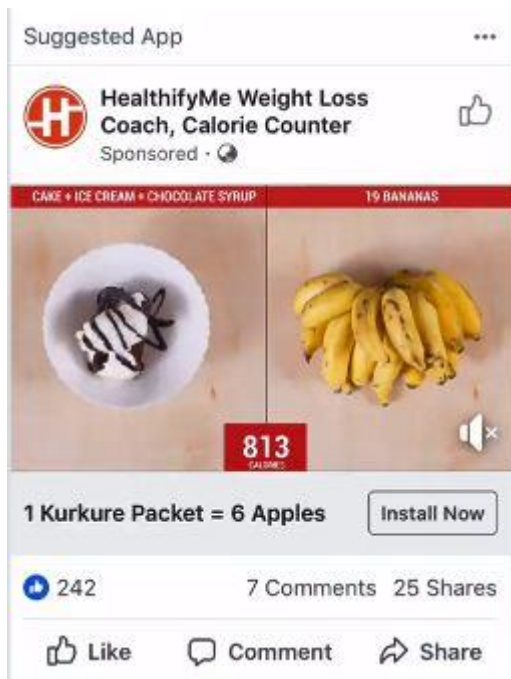 Suggested App
HealthifyMe Weight Loss
Coach, Calorie Counter
Sponsored ·
CAKE + ICE CREAM + CHOCOLATE SYRUP
19 BANANAS
813
CALORIES
1 Kurkure Packet = 6 Apples
Install Now
242
7 Comments 25 Shares
Like Comment Share